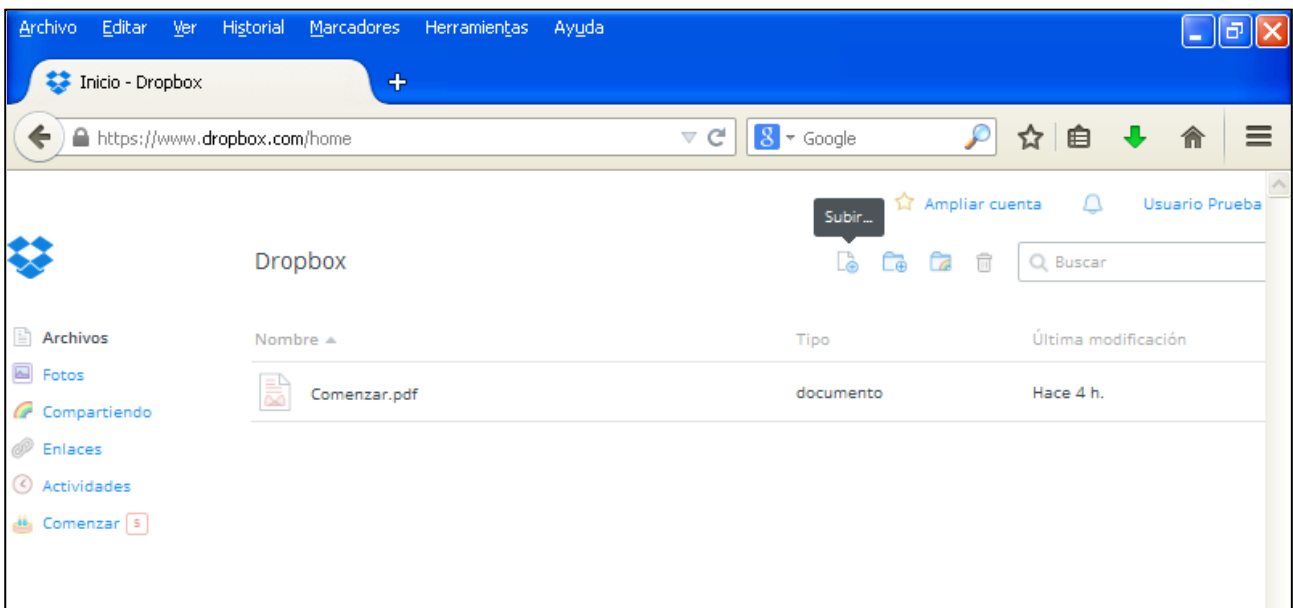 Archivo Editar Ver Historial Marcadores Herramientas Ayuda
Inicio - Dropbox
https://www.dropbox.com/home
8 Google
Ampliar cuenta Usuario Prueba
Subir...
Dropbox
Buscar
Archivos
Fotos
Compartiendo
Enlaces
Actividades
Comenzar 5
Nombre Tipo Última modificación
Comenzar.pdf documento Hace 4 h.